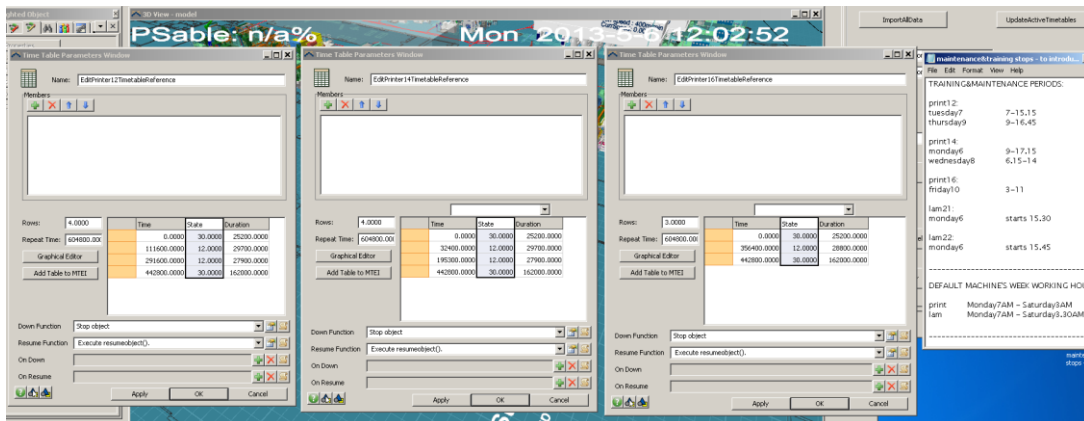 3D View - model
PSable: n/a%
Mon 2013-5-6 12:02:52
ImportAllData
UpdateActiveTimetables
Time Table Parameters Window
Name: EditPrinter12TimetableReference
Members
Rows: 4.0000
Repeat Time: 604800.00
Graphical Editor
Add Table to MTEI
Time State Duration
0.0000 30.0000 25200.0000
111600.0000 12.0000 29700.0000
291600.0000 12.0000 27900.0000
442800.0000 30.0000 162000.0000
Down Function Stop object
Resume Function Execute resumeobject().
On Down
On Resume
Apply OK Cancel
Time Table Parameters Window
Name: EditPrinter14TimetableReference
Members
Rows: 4.0000
Repeat Time: 604800.00
Graphical Editor
Add Table to MTEI
Time State Duration
0.0000 30.0000 25200.0000
32400.0000 12.0000 29700.0000
195300.0000 12.0000 27900.0000
442800.0000 30.0000 162000.0000
Down Function Stop object
Resume Function Execute resumeobject().
On Down
On Resume
Apply OK Cancel
Time Table Parameters Window
Name: EditPrinter16TimetableReference
Members
Rows: 3.0000
Repeat Time: 604800.00
Graphical Editor
Add Table to MTEI
Time State Duration
0.0000 30.0000 25200.0000
356400.0000 12.0000 28800.0000
442800.0000 30.0000 162000.0000
Down Function Stop object
Resume Function Execute resumeobject().
On Down
On Resume
Apply OK Cancel
maintenance&training stops - to introdu...
File Edit Format View Help
TRAINING&MAINTENANCE PERIODS:
print12:
tuesday7 7-15.15
thursday9 9-16.45
print14:
monday6 9-17.15
wednesday8 6.15-14
print16:
friday10 3-11
lam21:
monday6 starts 15.30
lam22:
monday6 starts 15.45
DEFAULT MACHINE'S WEEK WORKING HO
print Monday7AM - Saturday3AM
lam Monday7AM - Saturday3.30AM
stops